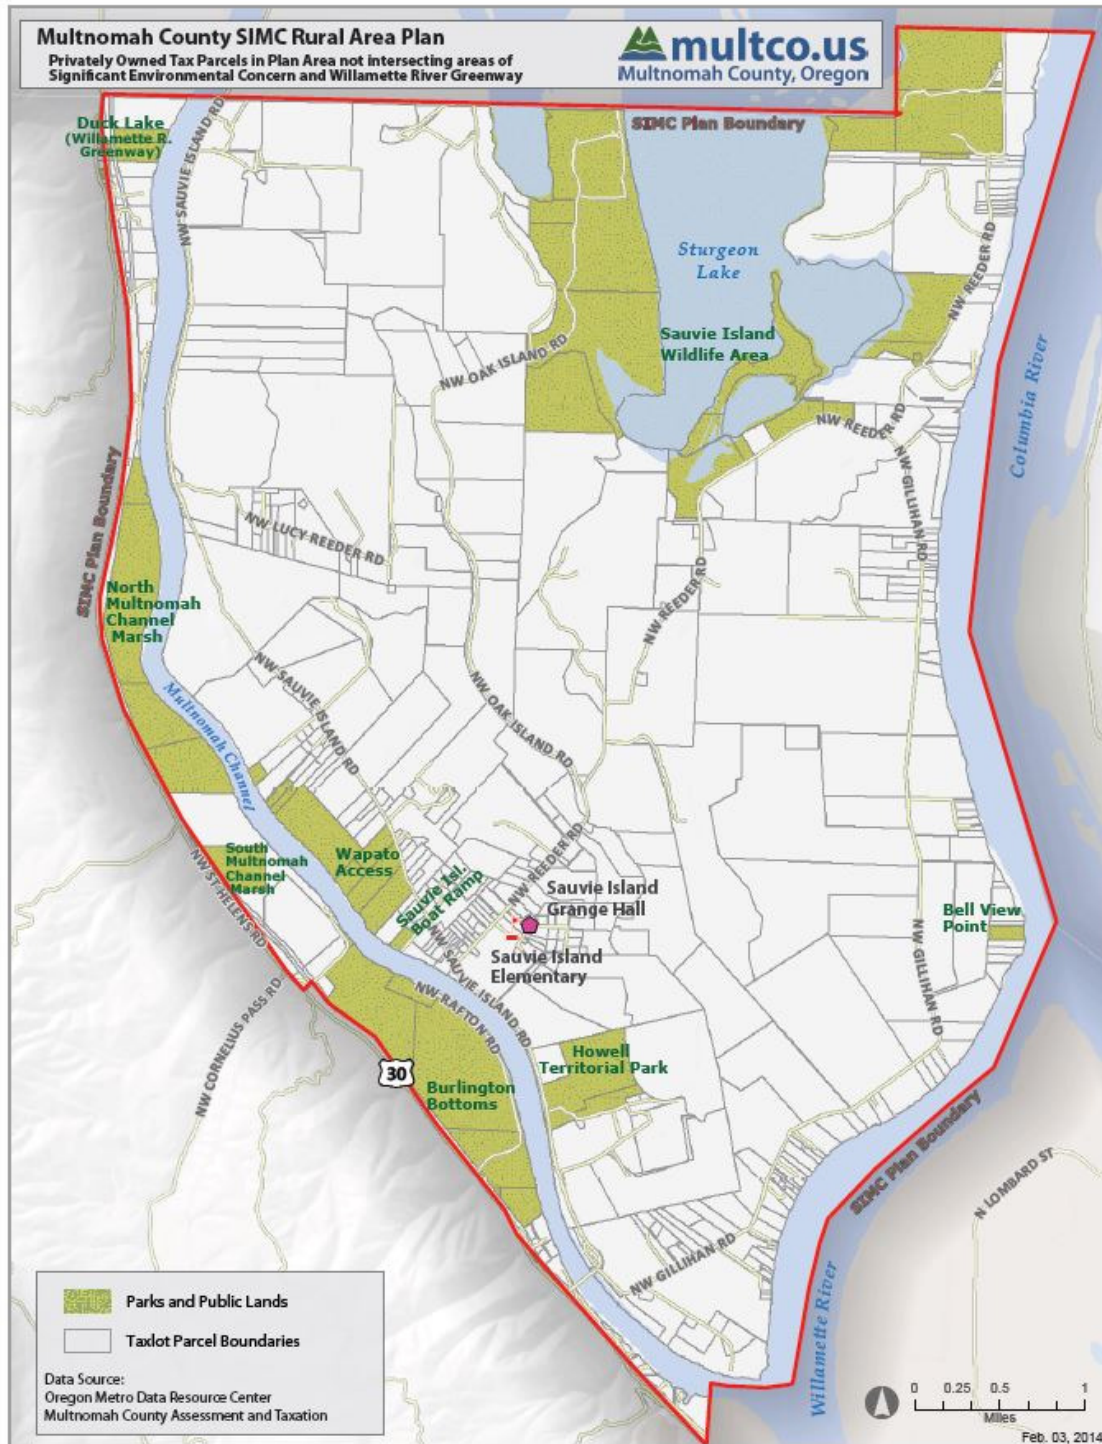 Multnomah County SIMC Rural Area Plan
Privately Owned Tax Parcels in Plan Area not intersecting areas of
Significant Environmental Concern and Willamette River Greenway
multco.us
Multnomah County, Oregon
Duck Lake
(Willamette R.
Greenway)
NW SAUVIE ISLAND RD
SIMC Plan Boundary
Sturgeon
Lake
NW REEDER RD
Sauvie Island
Wildlife Area
NW OAK ISLAND RD
Columbia River
NW REEDER RD
NW GILLIHAN RD
SIMC Plan Boundary
NW LUCY REEDER RD
North
Multnomah
Channel
Marsh
NW REEDER RD
NW SAUVIE ISLAND RD
NW OAK ISLAND RD
Multnomah Channel
South
Multnomah
Channel
Marsh
Wapato
Access
Sauvie Isl.
Boat Ramp
NW REEDER RD
Sauvie Island
Grange Hall
Bell View
Point
NW ST HELENS RD
Sauvie Island
Elementary
NW SAUVIE ISLAND RD
NW GILLIHAN RD
NW RAFTON RD
NW CORNELIUS PASS RD
Howell
Territorial Park
30
Burlington
Bottoms
SIMC Plan Boundary
N LOMBARD ST
NW GILLIHAN RD
Willamette River
Parks and Public Lands
Taxlot Parcel Boundaries
Data Source:
Oregon Metro Data Resource Center
Multnomah County Assessment and Taxation
0 0.25 0.5 1
Miles
Feb. 03, 2014